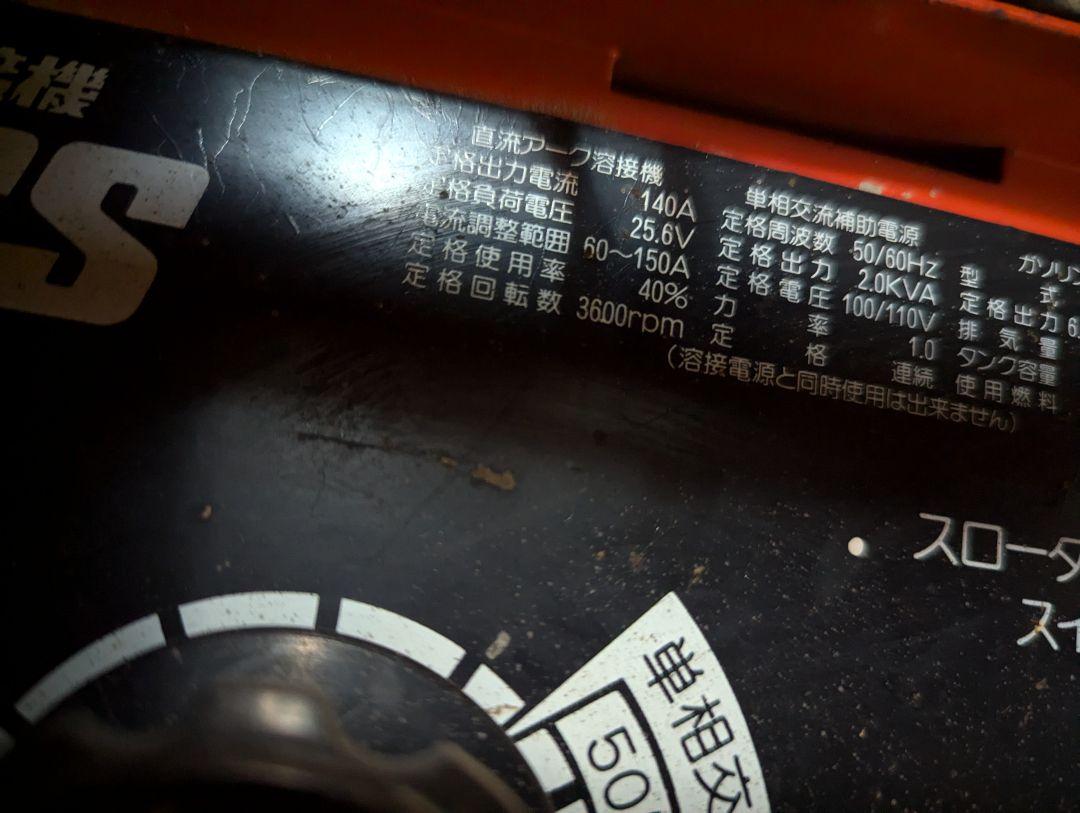 接機
S
直流アーク溶接機
定格出力電流 140A
定格負荷電圧 25.6V
電流調整範囲 60～150A
定格使用率 40%
定格回転数 3600rpm
単相交流補助電源
定格周波数 50/60Hz
定格出力 2.0KVA
定格電圧 100/110V
力率 1.0
定格 連続
(溶接電源と同時使用は出来ません)
ガソリン
型式
定格出力 6
排気量
タンク容量
使用燃料
スロー
ス
単相交
50